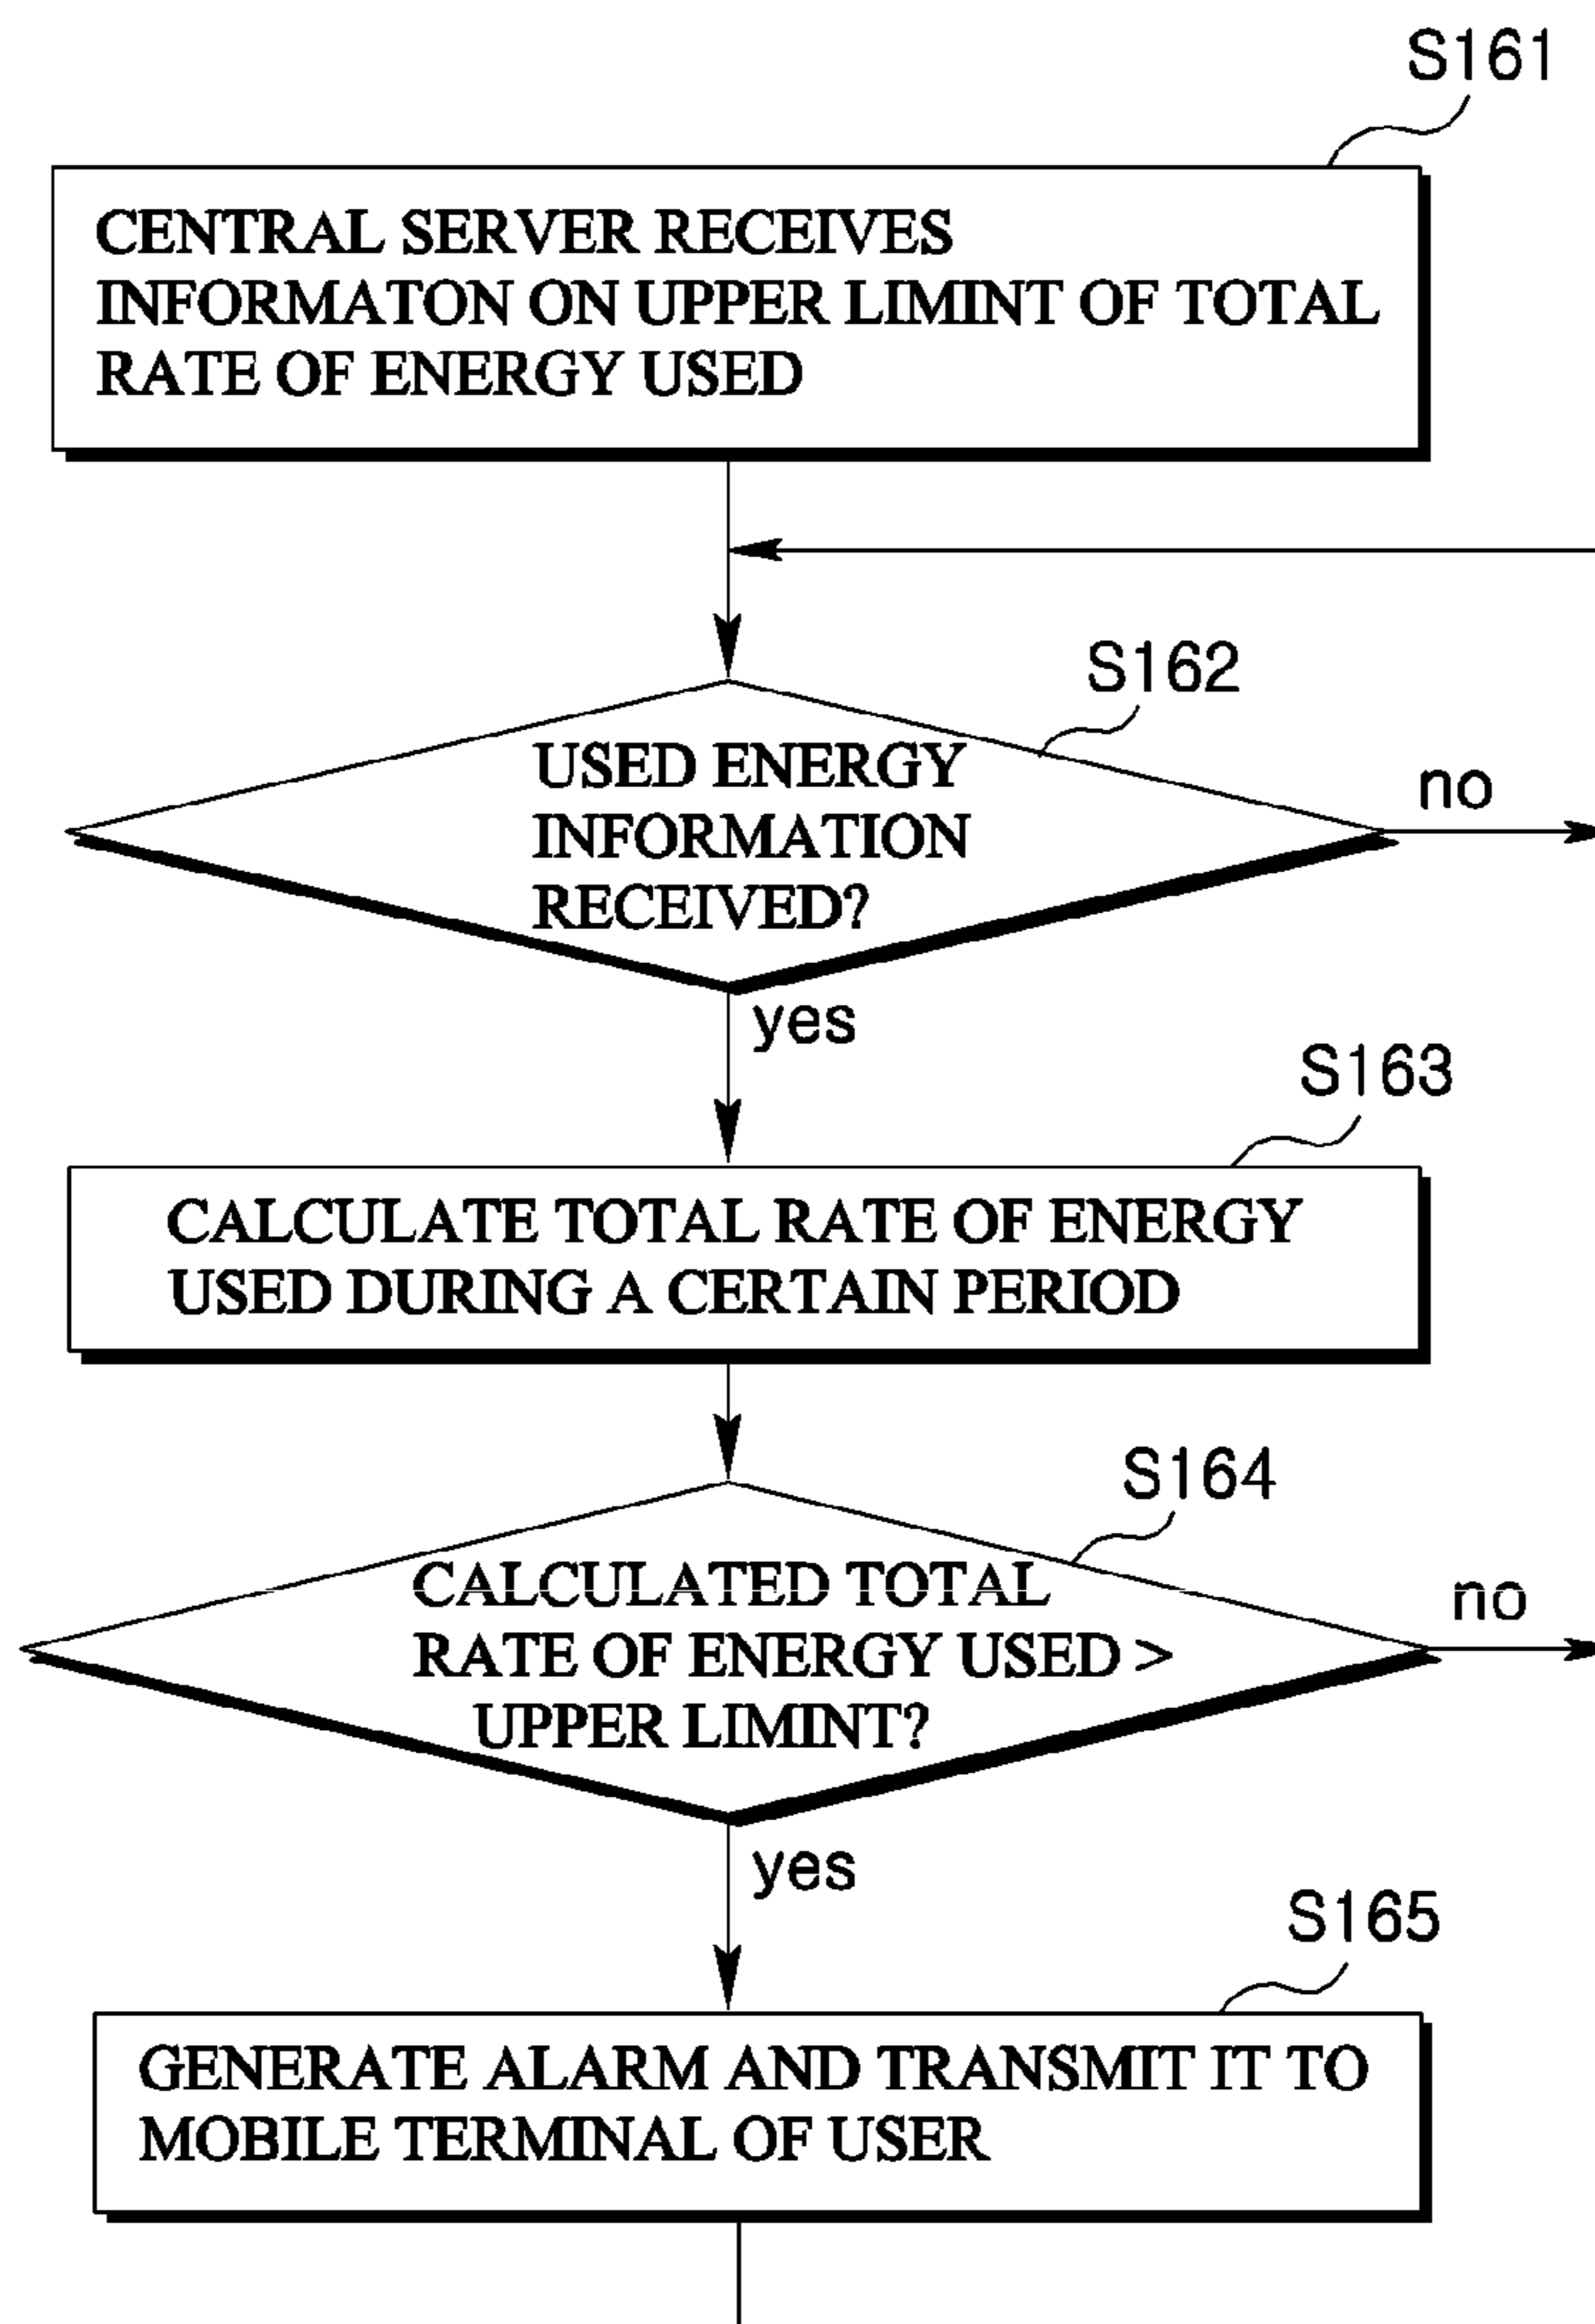 S161
CENTRAL SERVER RECEIVES
INFORMATON ON UPPER LIMINT OF TOTAL
RATE OF ENERGY USED
S162
USED ENERGY
INFORMATION
RECEIVED?
no
yes
S163
CALCULATE TOTAL RATE OF ENERGY
USED DURING A CERTAIN PERIOD
S164
CALCULATED TOTAL
RATE OF ENERGY USED >
UPPER LIMINT?
no
yes
S165
GENERATE ALARM AND TRANSMIT IT TO
MOBILE TERMINAL OF USER